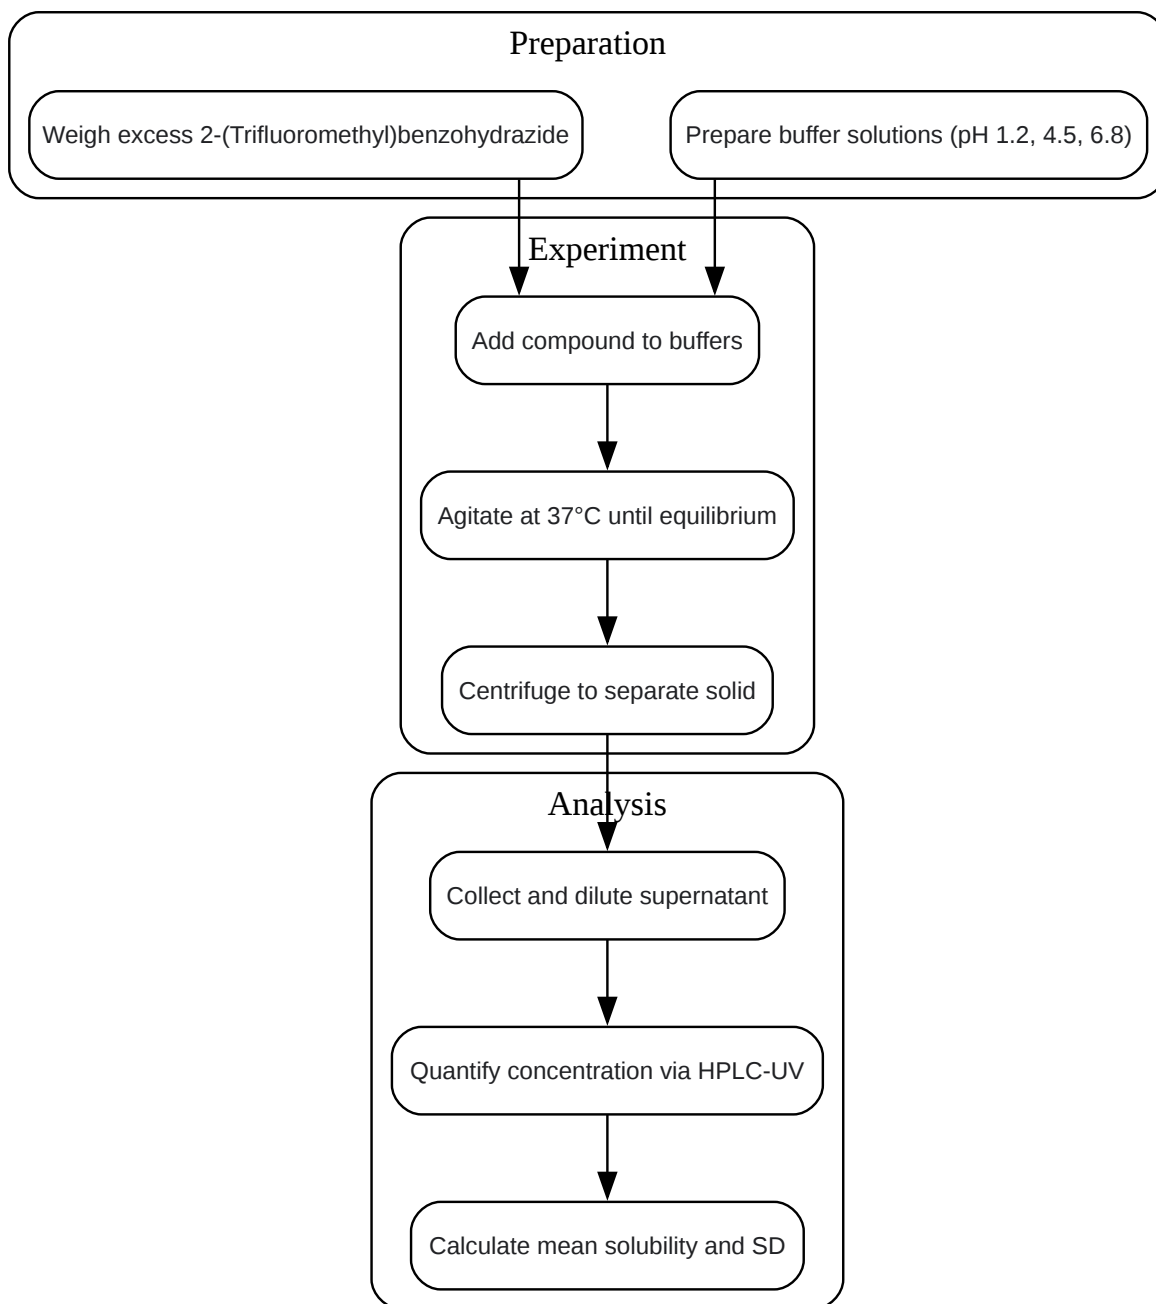 Preparation
Weigh excess 2-(Trifluoromethyl)benzohydrazide
Prepare buffer solutions (pH 1.2, 4.5, 6.8)
Experiment
Add compound to buffers
Agitate at 37°C until equilibrium
Centrifuge to separate solid
Analysis
Collect and dilute supernatant
Quantify concentration via HPLC-UV
Calculate mean solubility and SD